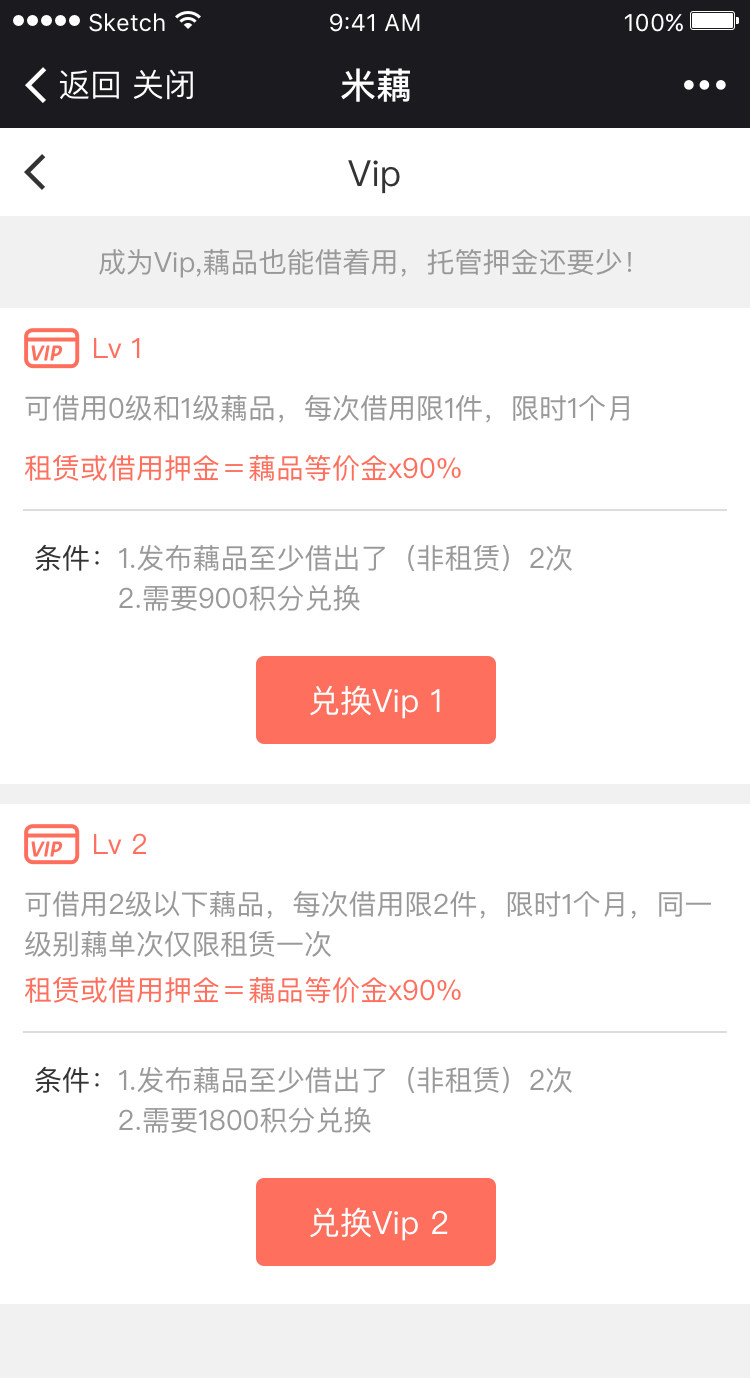 Sketch 9:41 AM 100%
返回 关闭 米藕
Vip
成为Vip,藕品也能借着用，托管押金还要少！
VIP Lv 1
可借用0级和1级藕品，每次借用限1件，限时1个月
租赁或借用押金＝藕品等价金x90%
条件：1.发布藕品至少借出了（非租赁）2次
2.需要900积分兑换
兑换Vip 1
VIP Lv 2
可借用2级以下藕品，每次借用限2件，限时1个月，同一
级别藕单次仅限租赁一次
租赁或借用押金＝藕品等价金x90%
条件：1.发布藕品至少借出了（非租赁）2次
2.需要1800积分兑换
兑换Vip 2